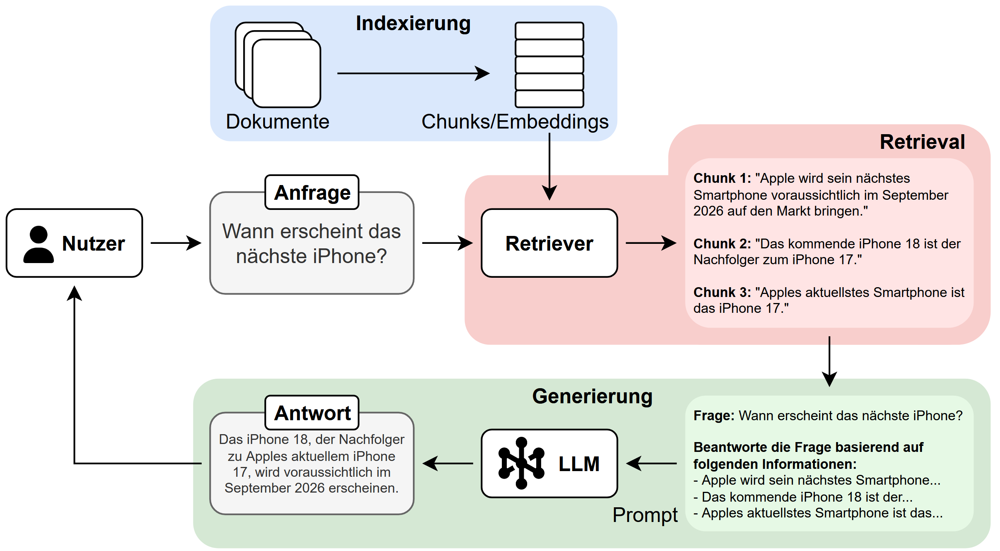 Indexierung
Dokumente
Chunks/Embeddings
Nutzer
Anfrage
Wann erscheint das
nächste iPhone?
Retriever
Retrieval
Chunk 1: "Apple wird sein nächstes
Smartphone voraussichtlich im September
2026 auf den Markt bringen."
Chunk 2: "Das kommende iPhone 18 ist der
Nachfolger zum iPhone 17."
Chunk 3: "Apples aktuellstes Smartphone ist
das iPhone 17."
Generierung
Frage: Wann erscheint das nächste iPhone?
Beantworte die Frage basierend auf
folgenden Informationen:
- Apple wird sein nächstes Smartphone...
- Das kommende iPhone 18 ist der...
- Apples aktuellstes Smartphone ist das...
Prompt
LLM
Antwort
Das iPhone 18, der Nachfolger
zu Apples aktuellem iPhone
17, wird voraussichtlich im
September 2026 erscheinen.